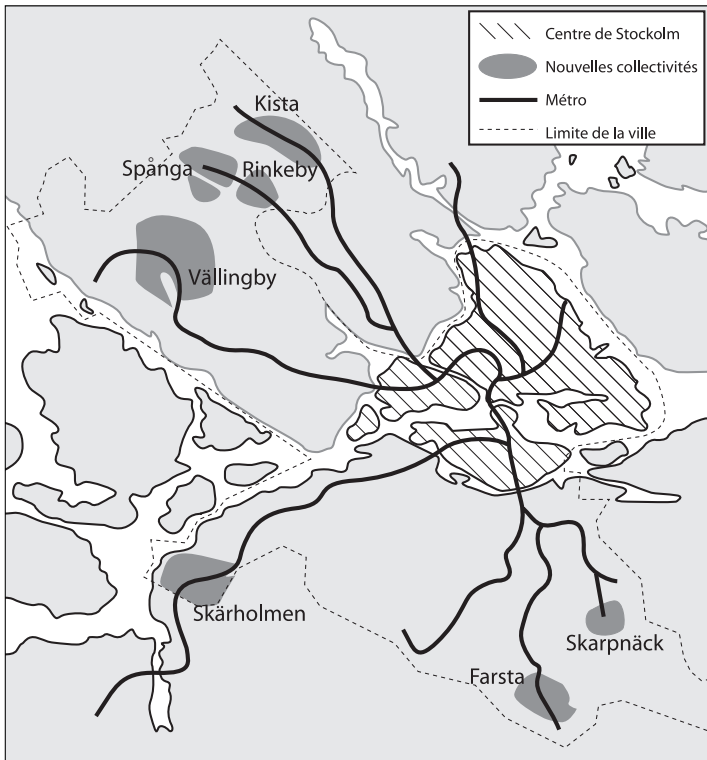 Centre de Stockolm
Nouvelles collectivités
Métro
Limite de la ville
Kista
Spånga
Rinkeby
Vällingby
Skärholmen
Skarpnäck
Farsta